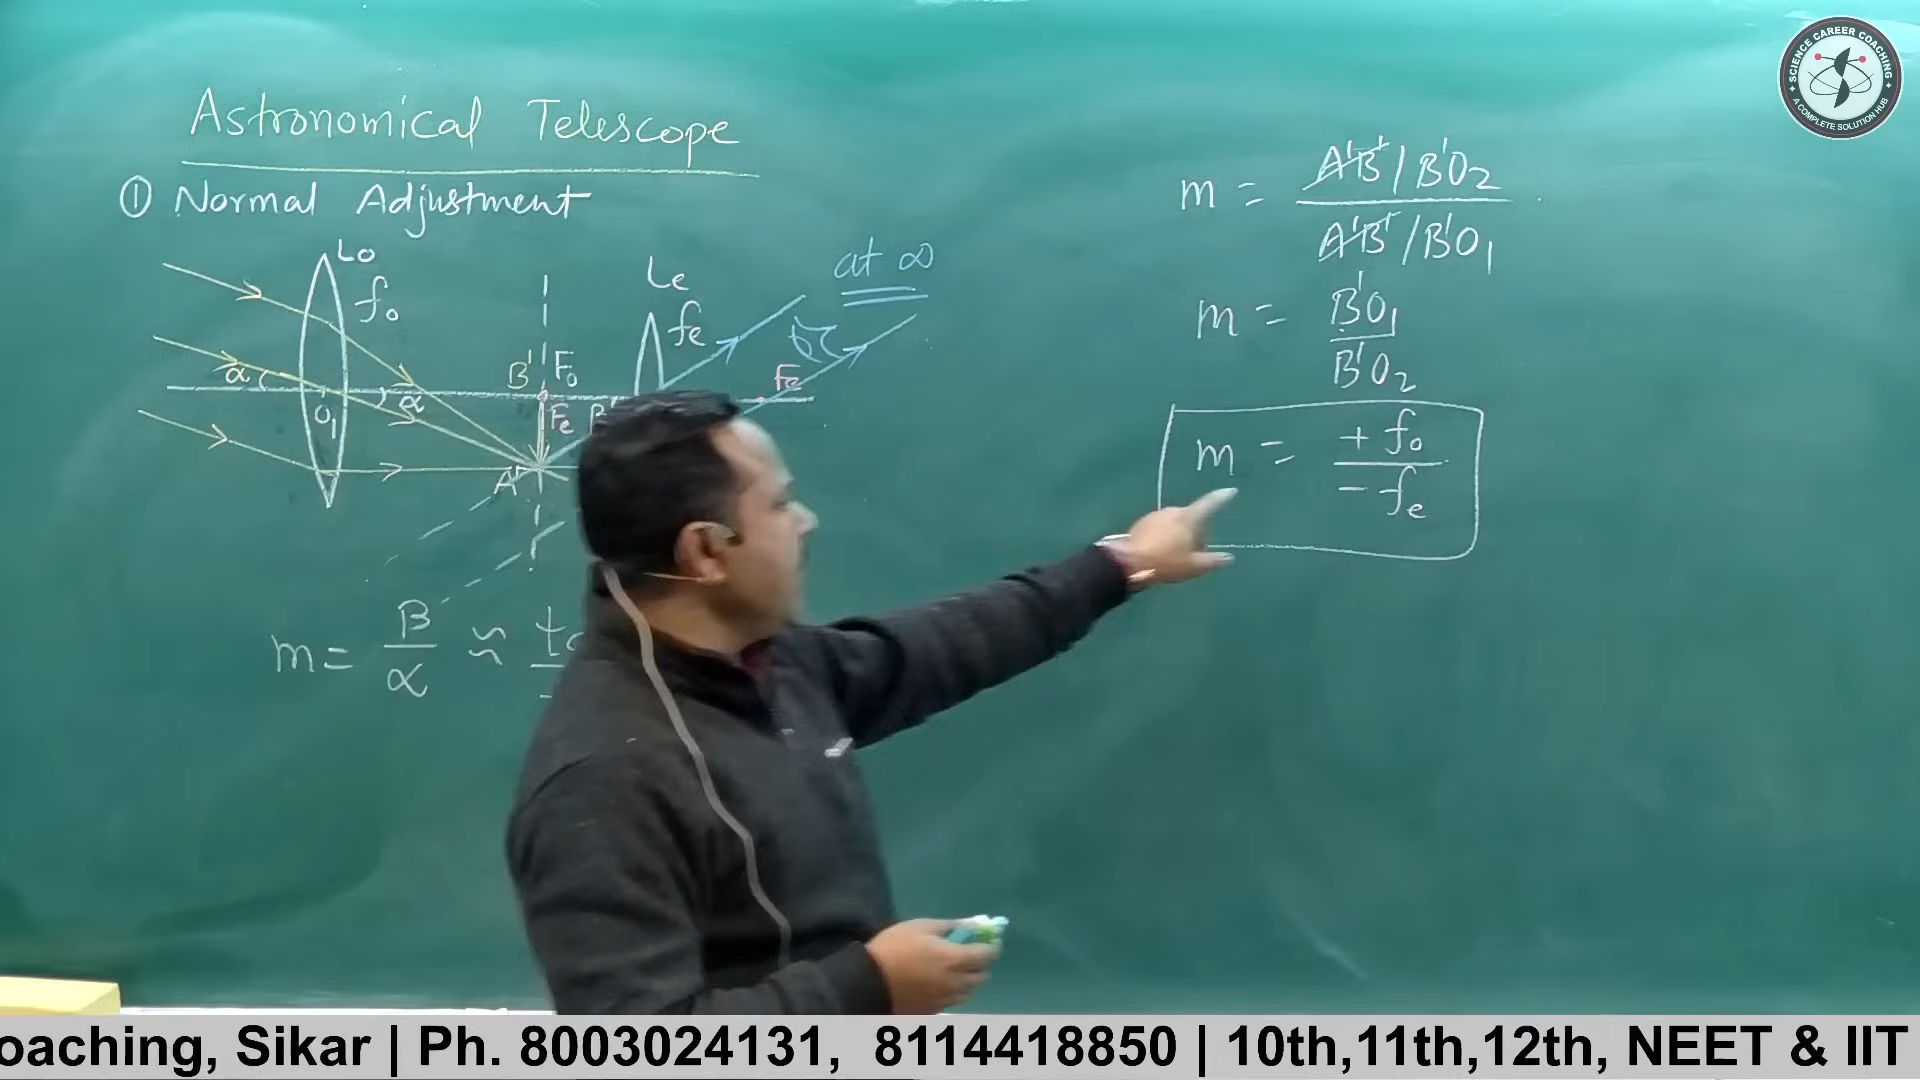 SCIENCE CAREER COACHING
A COMPLETE SOLUTION HUB
Astronomical Telescope
① Normal Adjustment
Lo
fo
Le
fe
at ∞
α
O1
α
B' Fo
Fe
B'
Fe
A'
m = β/α ≈
m = A'B'/B'O2
A'B'/B'O1
m = B'O1
B'O2
m = + fo
- fe
oaching, Sikar | Ph. 8003024131, 8114418850 | 10th,11th,12th, NEET & IIT